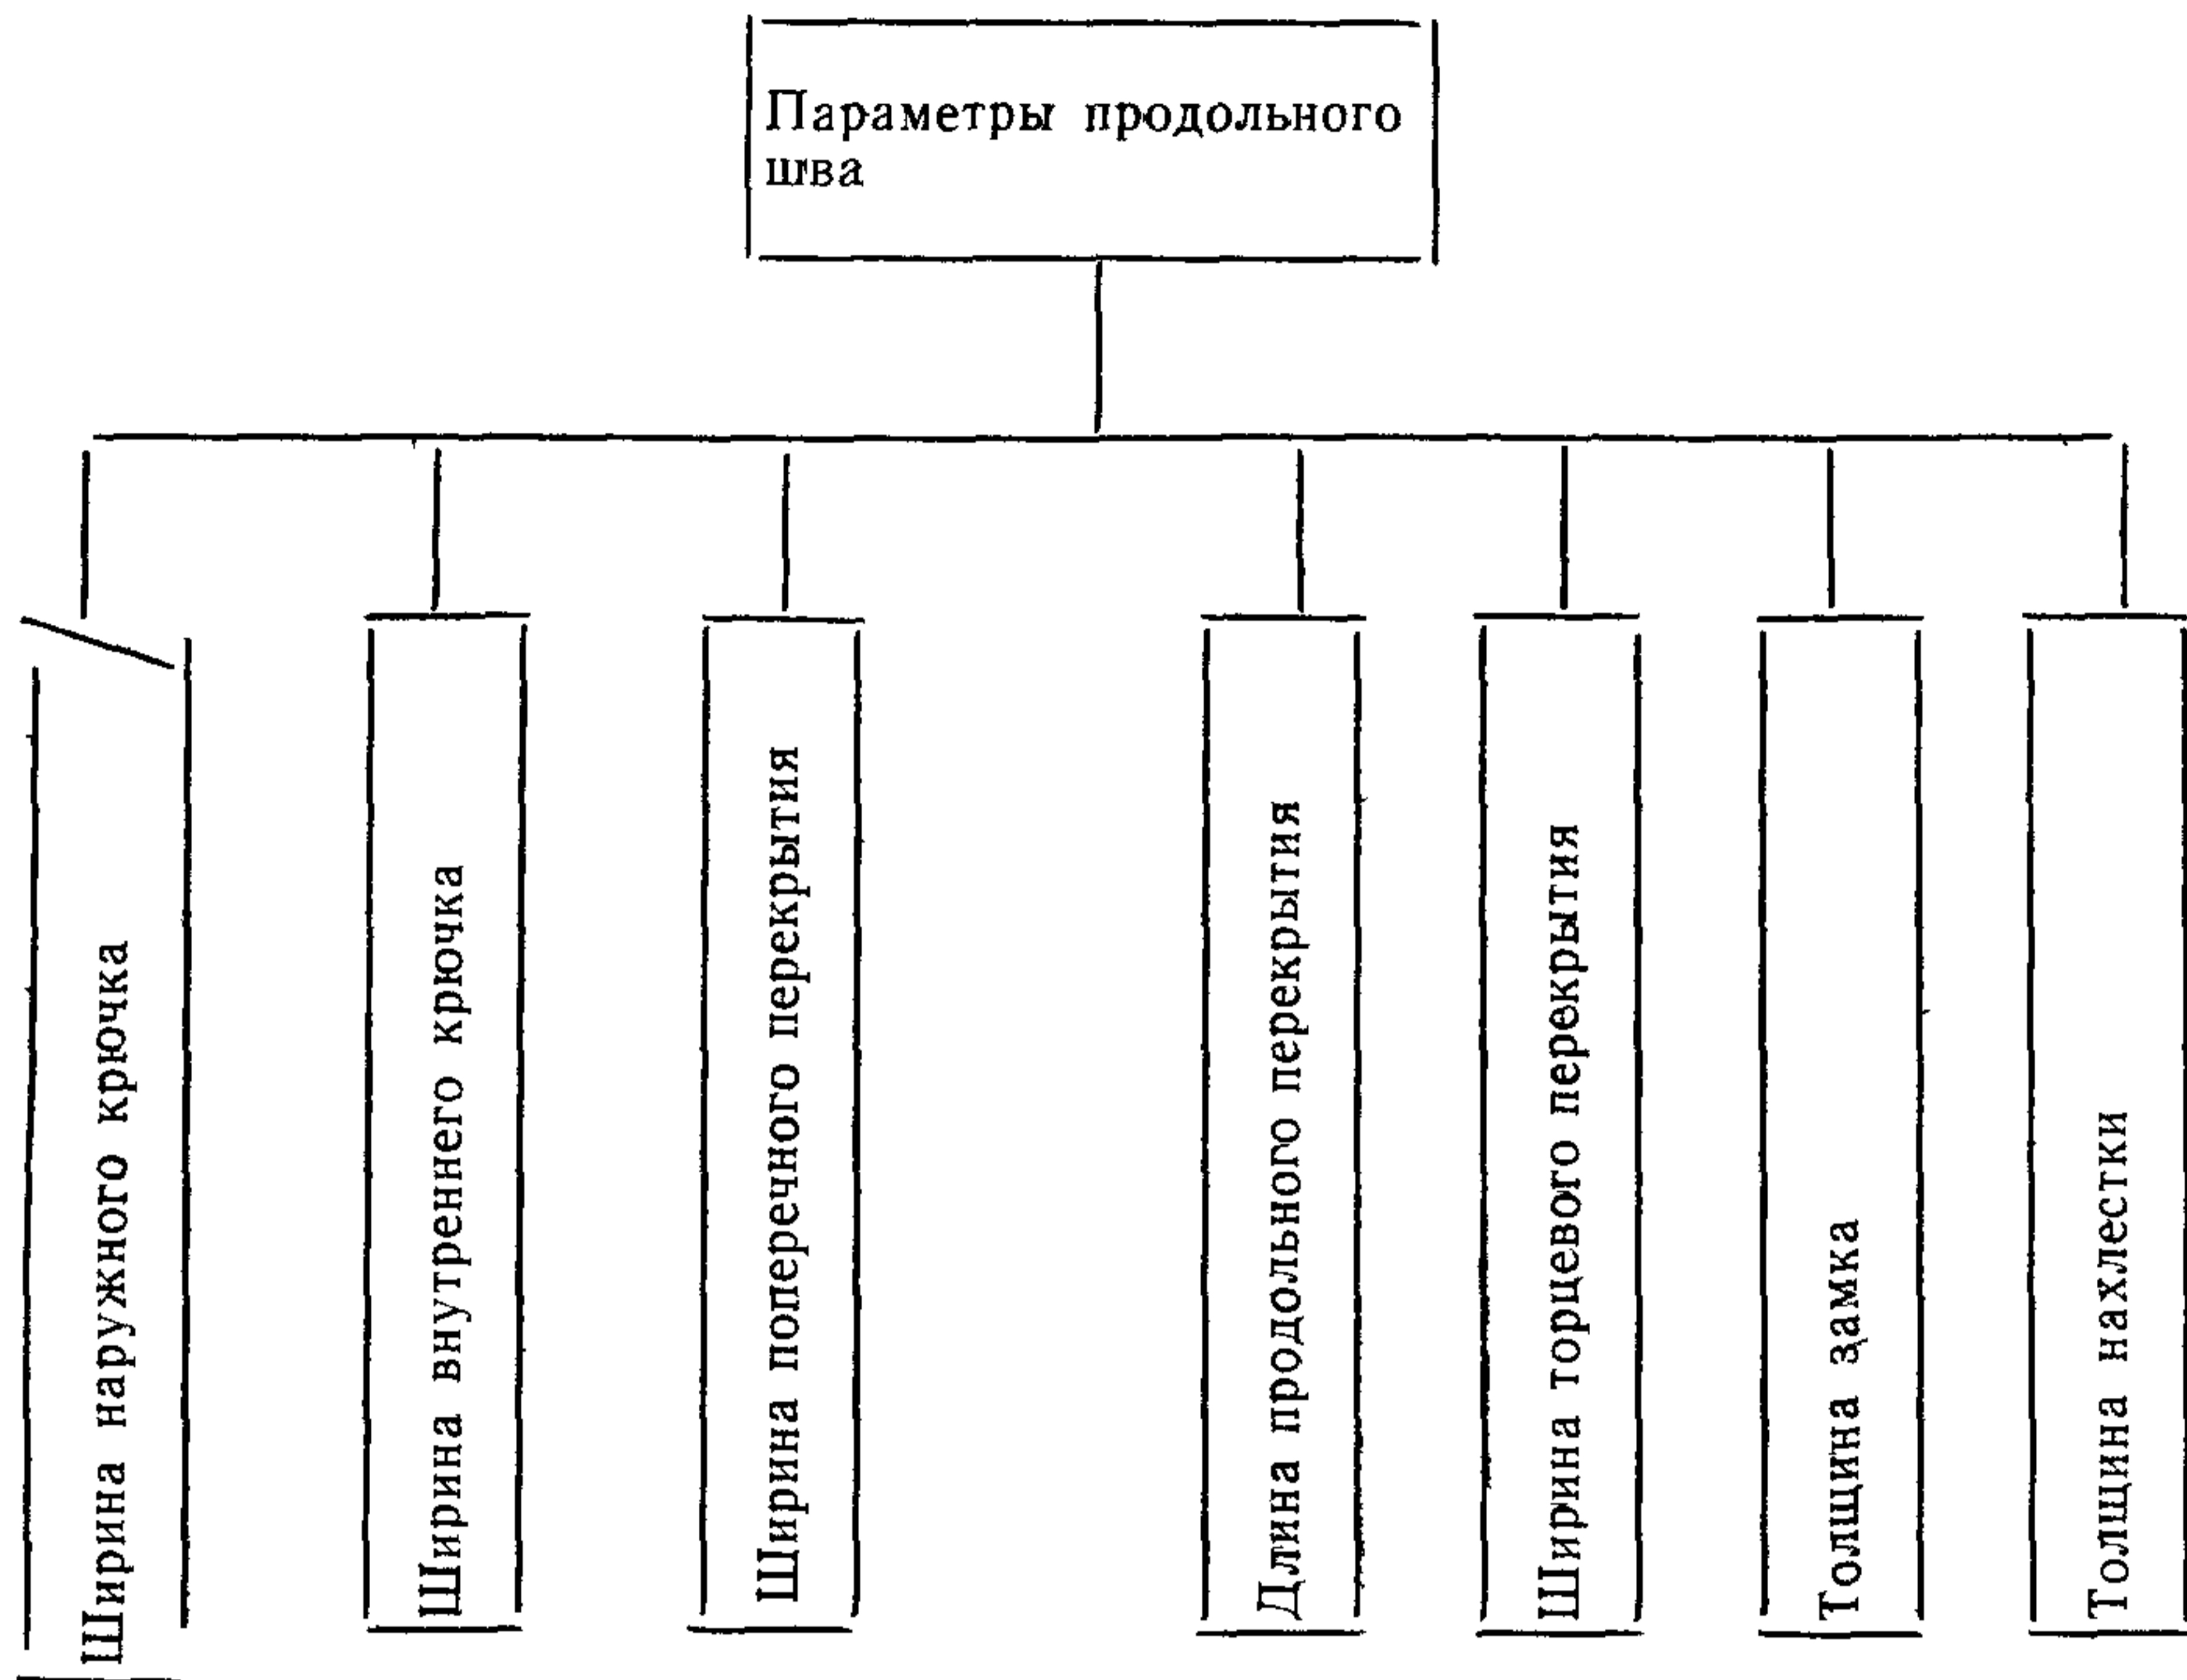 Параметры продольного
шва
Ширина наружного крючка
Ширина внутреннего крючка
Ширина поперечного перекрытия
Длина продольного перекрытия
Ширина торцевого перекрытия
Толщина замка
Толщина нахлестки